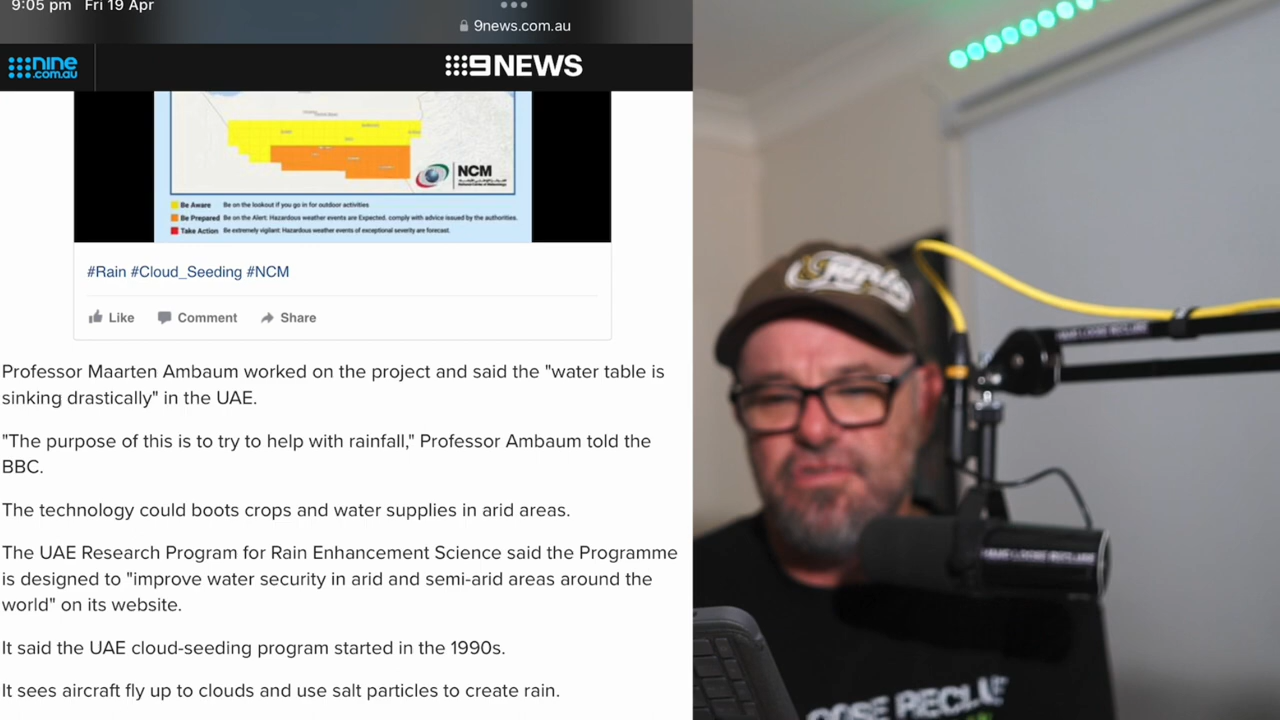 9:05 pm Fri 19 Apr
9news.com.au
nine
.com.au
9NEWS
NCM
Be Aware Be on the lookout if you go in for outdoor activities
Be Prepared Be on the Alert: Hazardous weather events are Expected, comply with advice issued by the authorities.
Take Action Be extremely vigilant: Hazardous weather events of exceptional severity are forecast.
#Rain #Cloud_Seeding #NCM
Like Comment Share
Professor Maarten Ambaum worked on the project and said the "water table is
sinking drastically" in the UAE.
"The purpose of this is to try to help with rainfall," Professor Ambaum told the
BBC.
The technology could boots crops and water supplies in arid areas.
The UAE Research Program for Rain Enhancement Science said the Programme
is designed to "improve water security in arid and semi-arid areas around the
world" on its website.
It said the UAE cloud-seeding program started in the 1990s.
It sees aircraft fly up to clouds and use salt particles to create rain.